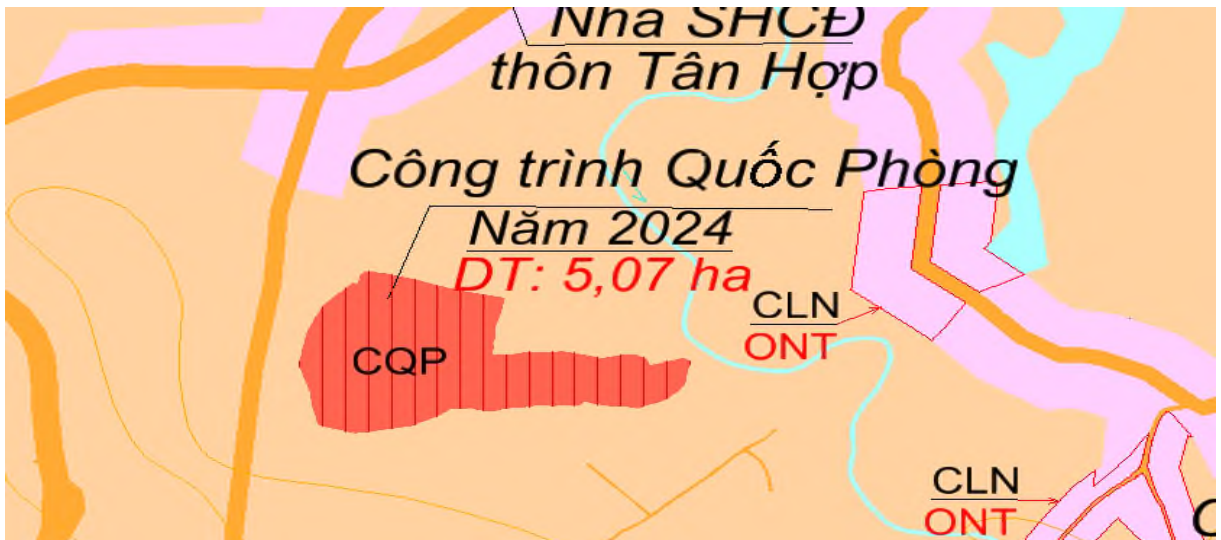 Nhà SHCĐ
thôn Tân Hợp
Công trình Quốc Phòng
Năm 2024
DT: 5,07 ha
CLN
ONT
CQP
CLN
ONT